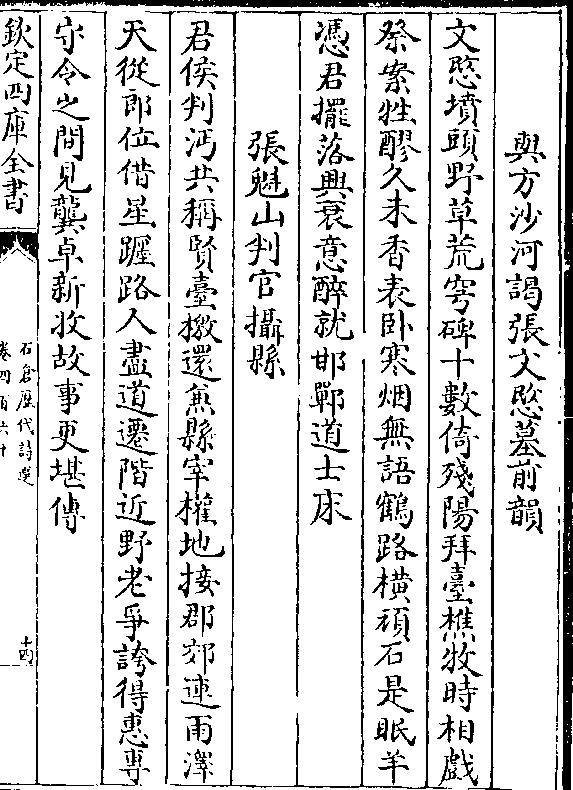 與方沙河謁張文愍墓前韻
文愍墳頭野草荒穹碑十數倚殘陽拜臺樵牧時相戲
祭案牲醪久未香表卧寒烟無語鶴路橫頑石是眠羊
憑君擺落興衰意醉就邯鄲道士床
張魁山判官攝縣
君侯判沔共稱賢臺檄還兼縣宰權地接郡郊連雨澤
天從郎位借星躔路人盡道遷階近野老爭誇得惠專
守令之間見龔卓新妝故事更堪傳
欽定四庫全書
石倉歷代詩選
卷四百六十
十四